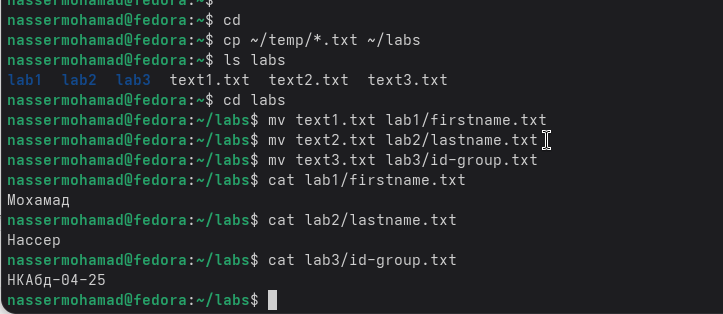 nassermohamad@fedora:~$ cd
nassermohamad@fedora:~$ cp ~/temp/*.txt ~/labs
nassermohamad@fedora:~$ ls labs
lab1  lab2  lab3  text1.txt  text2.txt  text3.txt
nassermohamad@fedora:~$ cd labs
nassermohamad@fedora:~/labs$ mv text1.txt lab1/firstname.txt
nassermohamad@fedora:~/labs$ mv text2.txt lab2/lastname.txt
nassermohamad@fedora:~/labs$ mv text3.txt lab3/id-group.txt
nassermohamad@fedora:~/labs$ cat lab1/firstname.txt
Мохамад
nassermohamad@fedora:~/labs$ cat lab2/lastname.txt
Нассер
nassermohamad@fedora:~/labs$ cat lab3/id-group.txt
НКАбд-04-25
nassermohamad@fedora:~/labs$